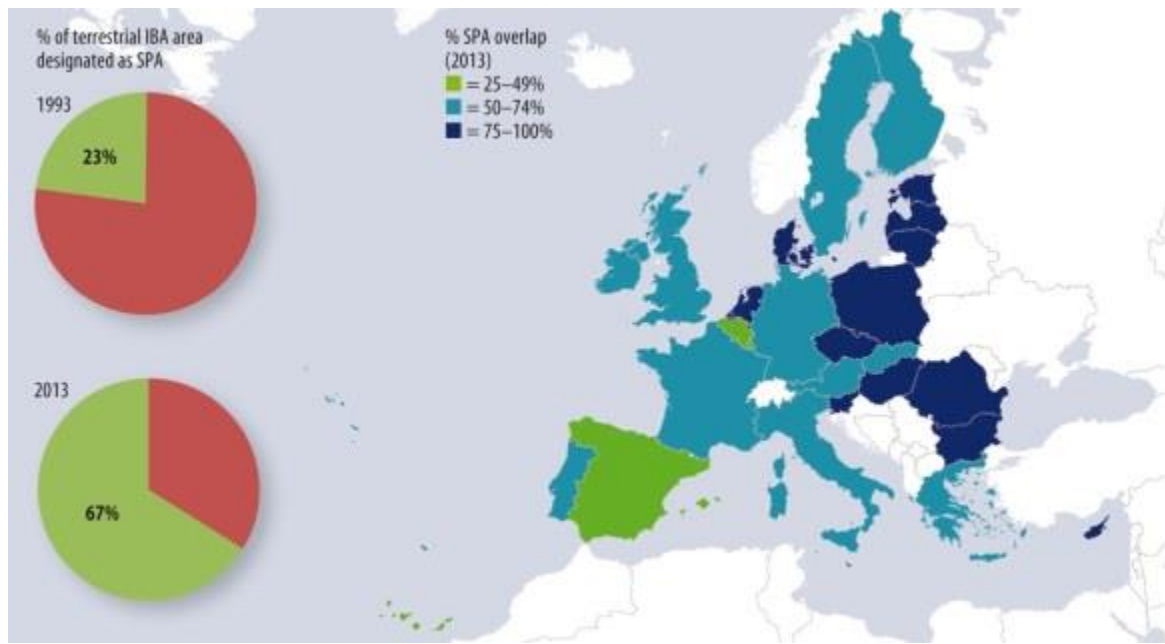 % of terrestrial IBA area
designated as SPA
1993
23%
2013
67%
% SPA overlap
(2013)
= 25–49%
= 50–74%
= 75–100%